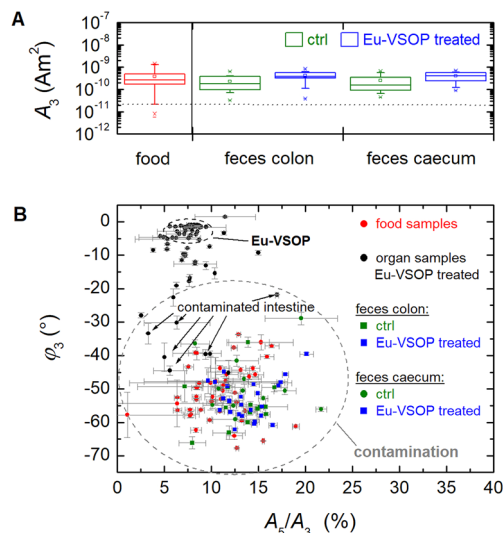 A
ctrl Eu-VSOP treated
A₃ (Am²)
10⁻⁷
10⁻⁸
10⁻⁹
10⁻¹⁰
10⁻¹¹
10⁻¹²
food feces colon feces caecum
B
φ₃ (°)
0
-10
-20
-30
-40
-50
-60
-70
Eu-VSOP
contaminated intestine
food samples
organ samples
Eu-VSOP treated
feces colon:
ctrl
Eu-VSOP treated
feces caecum:
ctrl
Eu-VSOP treated
contamination
0 5 10 15 20 25 30 35 40
A₅/A₃ (%)